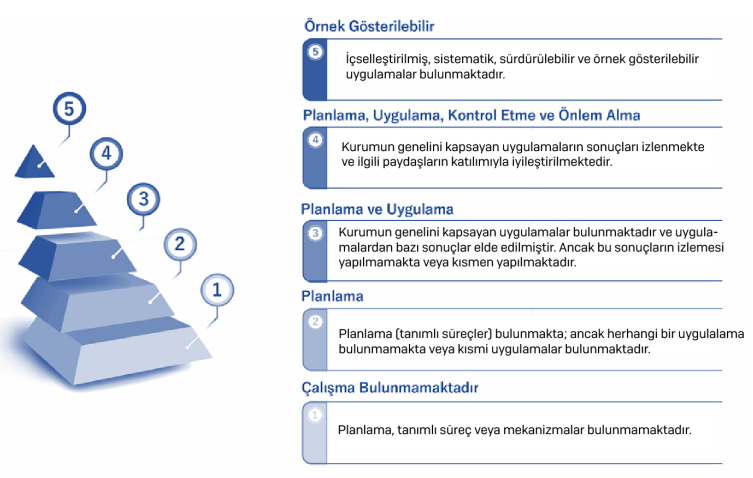 Örnek Gösterilebilir
5
İçselleştirilmiş, sistematik, sürdürülebilir ve örnek gösterilebilir
uygulamalar bulunmaktadır.
Planlama, Uygulama, Kontrol Etme ve Önlem Alma
4
Kurumun genelini kapsayan uygulamaların sonuçları izlenmekte
ve ilgili paydaşların katılımıyla iyileştirilmektedir.
Planlama ve Uygulama
3
Kurumun genelini kapsayan uygulamalar bulunmaktadır ve uygula-
malardan bazı sonuçlar elde edilmiştir. Ancak bu sonuçların izlemesi
yapılmamakta veya kısmen yapılmaktadır.
Planlama
2
Planlama (tanımlı süreçler) bulunmakta; ancak herhangi bir uygulalama
bulunmamakta veya kısmi uygulamalar bulunmaktadır.
Çalışma Bulunmamaktadır
1
Planlama, tanımlı süreç veya mekanizmalar bulunmamaktadır.
5
4
3
2
1